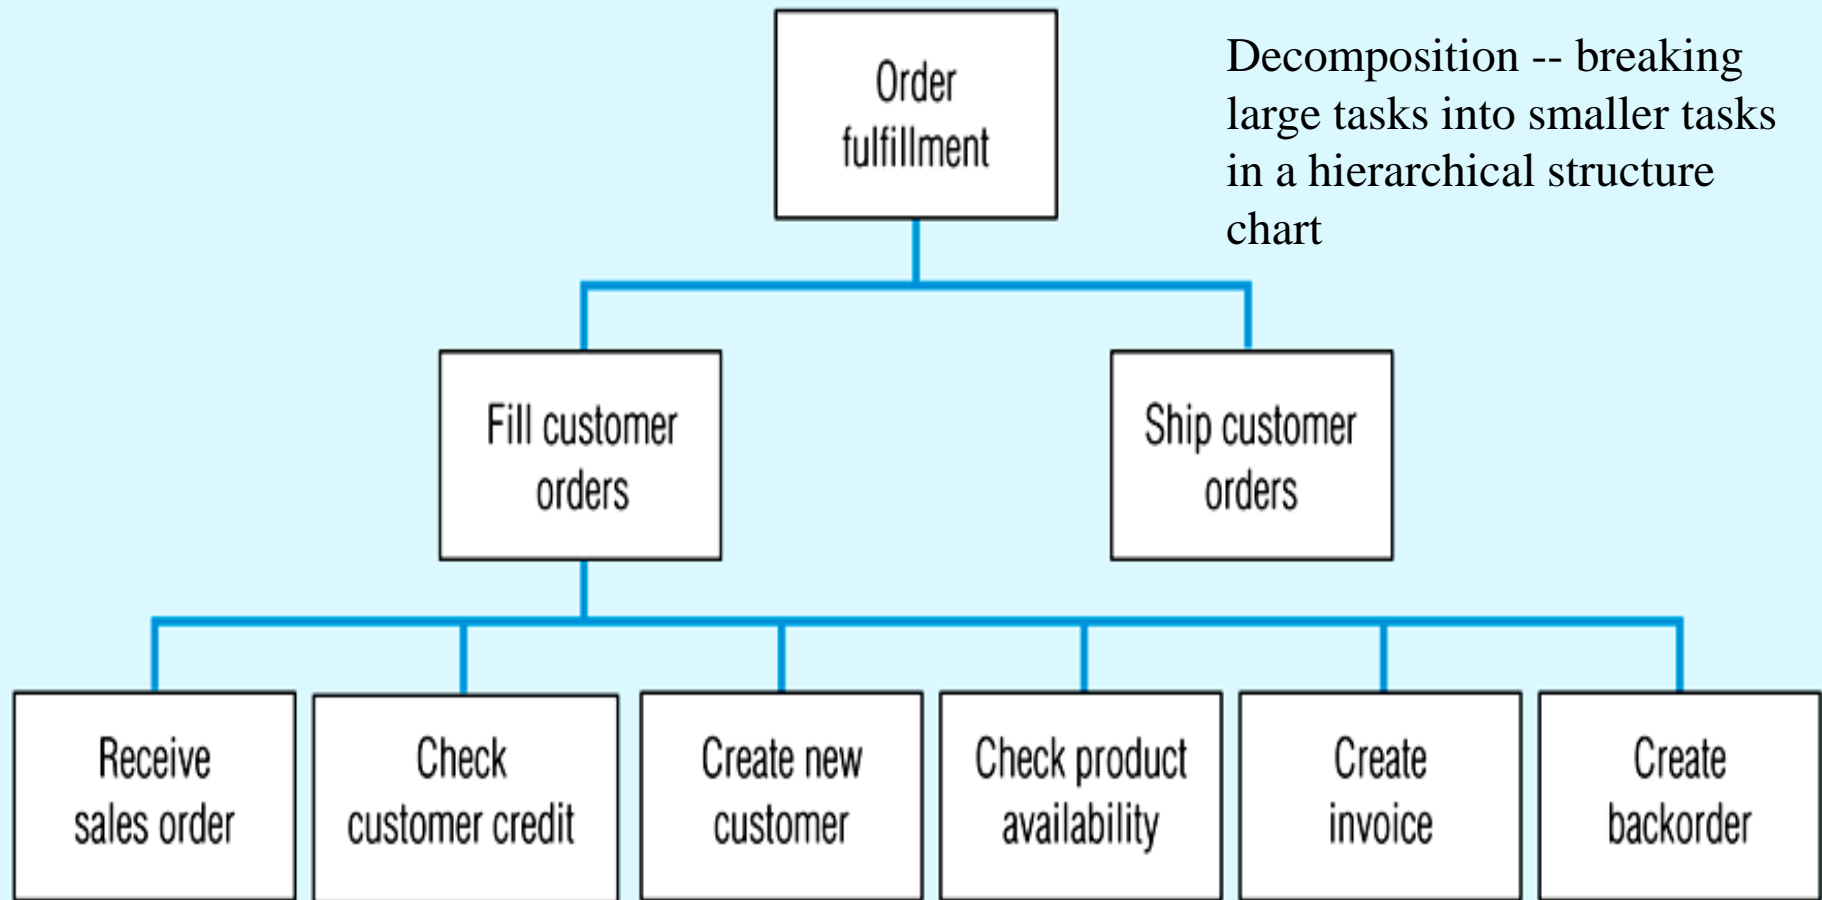 Order
fulfillment
Decomposition -- breaking
large tasks into smaller tasks
in a hierarchical structure
chart
Fill customer
orders
Ship customer
orders
Receive
sales order
Check
customer credit
Create new
customer
Check product
availability
Create
invoice
Create
backorder